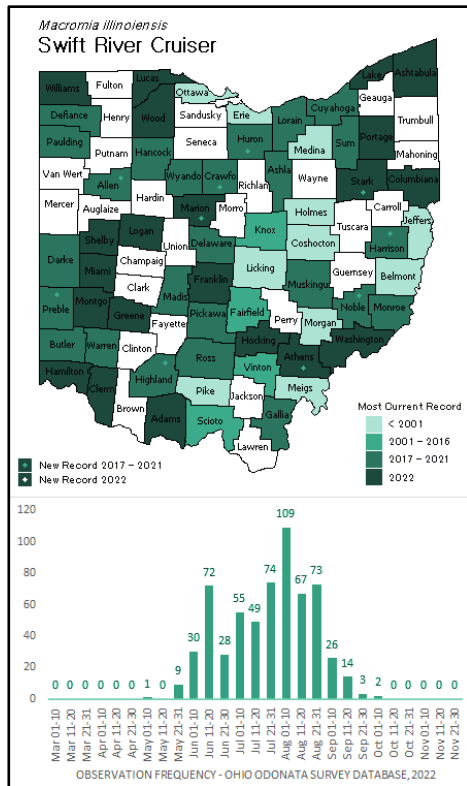 Macromia illinoiensis
Swift River Cruiser
Williams
Fulton
Lucas
Ottawa
Lake
Ashtabula
Geauga
Henry
Wood
Sandusky
Erie
Lorain
Cuyahoga
Trumbull
Defiance
Paulding
Putnam
Hancock
Seneca
Huron
Medina
Sum
Portage
Mahoning
Van Wert
Allen
Wyando
Crawfo
Richlan
Ashla
Wayne
Stark
Columbiana
Mercer
Auglaize
Hardin
Marion
Morro
Holmes
Tuscara
Carroll
Jeffers
Shelby
Logan
Union
Delaware
Knox
Coshocton
Harrison
Darke
Miami
Champaig
Clark
Madis
Franklin
Licking
Muskingu
Guernsey
Belmont
Preble
Montgo
Greene
Fayette
Pickawa
Fairfield
Perry
Morgan
Noble
Monroe
Butler
Warren
Clinton
Ross
Hocking
Athens
Washington
Hamilton
Clerm
Highland
Pike
Vinton
Meigs
Brown
Adams
Scioto
Jackson
Gallia
Lawren
Most Current Record
< 2001
2001 - 2016
2017 - 2021
2022
New Record 2017 - 2021
New Record 2022
120
100
80
60
40
20
0
0 0 0 0 0 0 1 0 9 30 72 28 55 49 74 109 67 73 26 14 3 2 0 0 0 0 0
Mar 01-10
Mar 11-20
Mar 21-31
Apr 01-10
Apr 11-20
Apr 21-30
May 01-10
May 11-20
May 21-31
Jun 01-10
Jun 11-20
Jun 21-30
Jul 01-10
Jul 11-20
Jul 21-31
Aug 01-10
Aug 11-20
Aug 21-31
Sep 01-10
Sep 11-20
Sep 21-30
Oct 01-10
Oct 11-20
Oct 21-31
Nov 01-10
Nov 11-20
Nov 21-30
OBSERVATION FREQUENCY - OHIO ODONATA SURVEY DATABASE, 2022